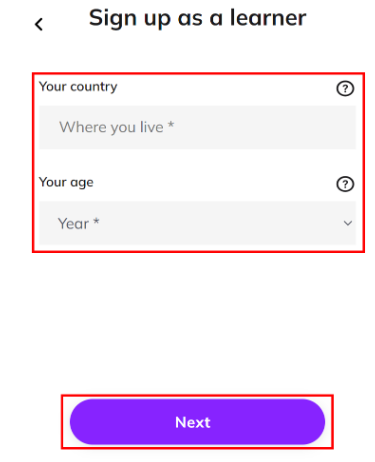 Sign up as a learner
Your country
Where you live *
Your age
Year *
Next